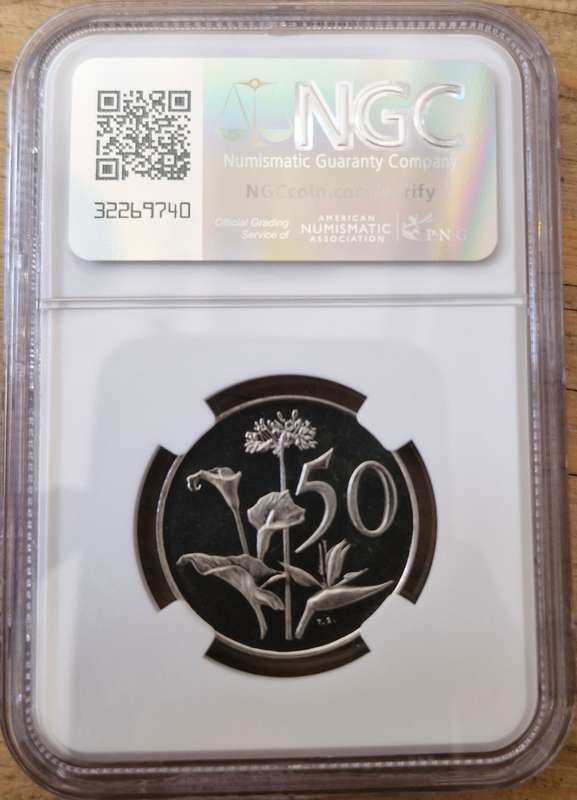 NGC
Numismatic Guaranty Company
NGCcoin.com/verify
32269740
Official Grading
Service of
AMERICAN
NUMISMATIC
ASSOCIATION
PNG
50
T.S.